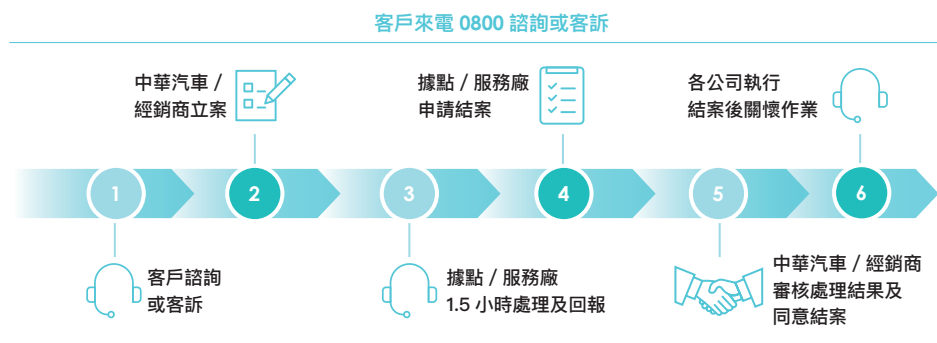 客戶來電 0800 諮詢或客訴
中華汽車 /
經銷商立案
據點 / 服務廠
申請結案
各公司執行
結案後關懷作業
1
2
3
4
5
6
客戶諮詢
或客訴
據點 / 服務廠
1.5 小時處理及回報
中華汽車 / 經銷商
審核處理結果及
同意結案